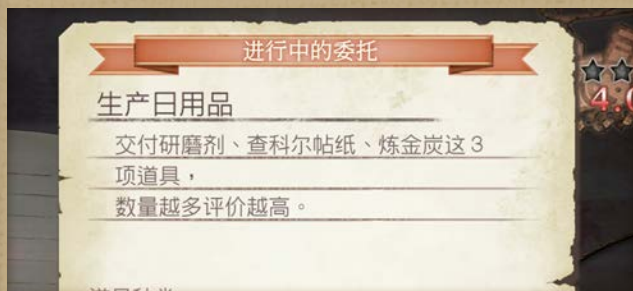 进行中的委托
生产日用品
交付研磨剂、查科尔帖纸、炼金炭这3
项道具，
数量越多评价越高。